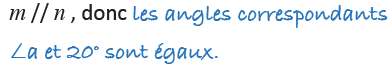 m // n , donc les angles correspondants
∠a et 20° sont égaux.